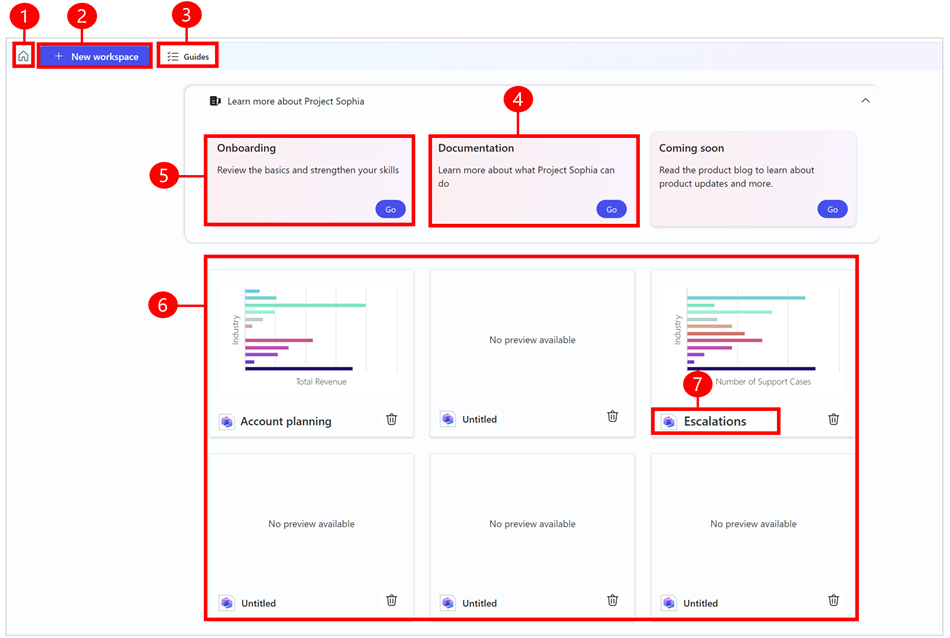 1
2
3
New workspace
Guides
Learn more about Project Sophia
4
5
Onboarding
Review the basics and strengthen your skills
Go
Documentation
Learn more about what Project Sophia can
do
Go
Coming soon
Read the product blog to learn about
product updates and more.
Go
6
Industry
Total Revenue
Account planning
No preview available
Untitled
Industry
Number of Support Cases
7
Escalations
No preview available
Untitled
No preview available
Untitled
No preview available
Untitled